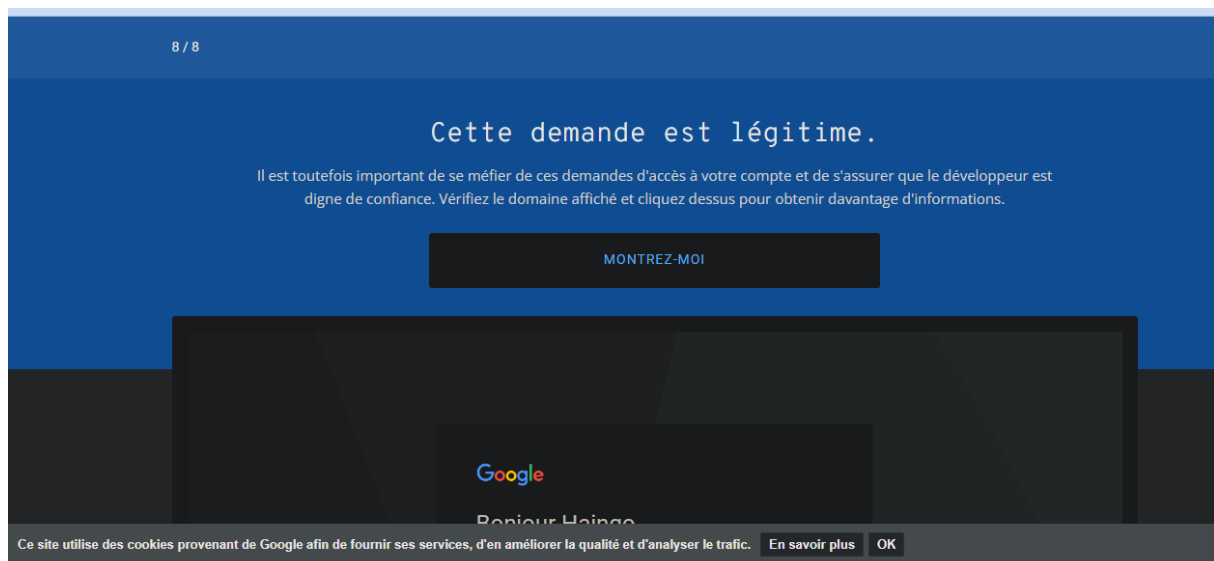 8 / 8
Cette demande est légitime.
Il est toutefois important de se méfier de ces demandes d'accès à votre compte et de s'assurer que le développeur est
digne de confiance. Vérifiez le domaine affiché et cliquez dessus pour obtenir davantage d'informations.
MONTREZ-MOI
Google
Bonjour Haingo
Ce site utilise des cookies provenant de Google afin de fournir ses services, d'en améliorer la qualité et d'analyser le trafic. En savoir plus OK